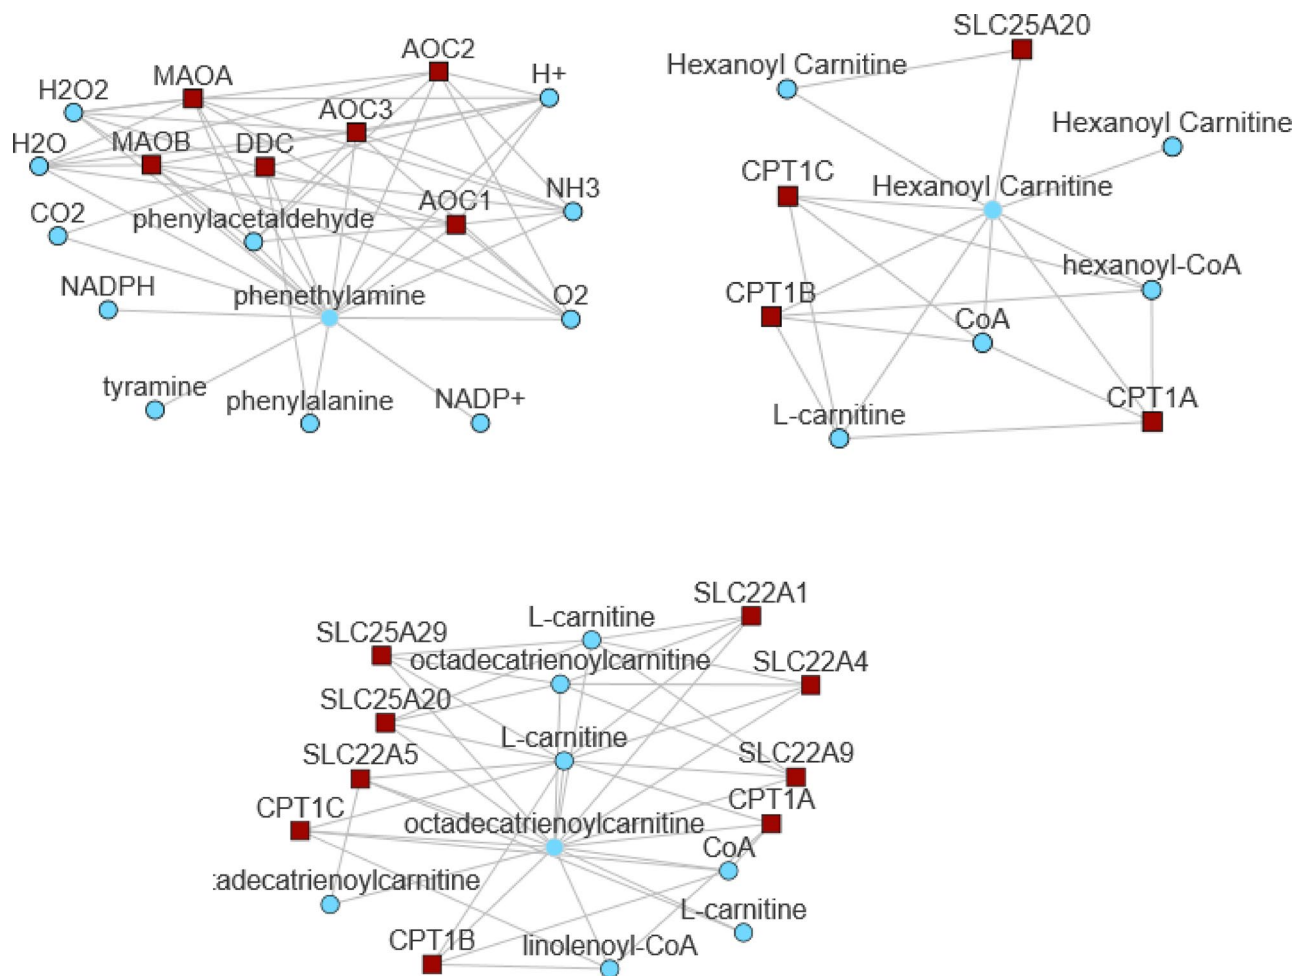 AOC2
MAOA
H+
H2O2
AOC3
H2O
MAOB
DDC
NH3
AOC1
CO2
phenylacetaldehyde
NADPH
phenethylamine
O2
tyramine
phenylalanine
NADP+
SLC25A20
Hexanoyl Carnitine
Hexanoyl Carnitine
CPT1C
Hexanoyl Carnitine
hexanoyl-CoA
CPT1B
CoA
CPT1A
L-carnitine
SLC22A1
L-carnitine
SLC25A29
octadecatrienoylcarnitine
SLC22A4
SLC25A20
L-carnitine
SLC22A5
SLC22A9
CPT1C
CPT1A
octadecatrienoylcarnitine
CoA
tadecatrienoylcarnitine
L-carnitine
CPT1B
linolenoyl-CoA